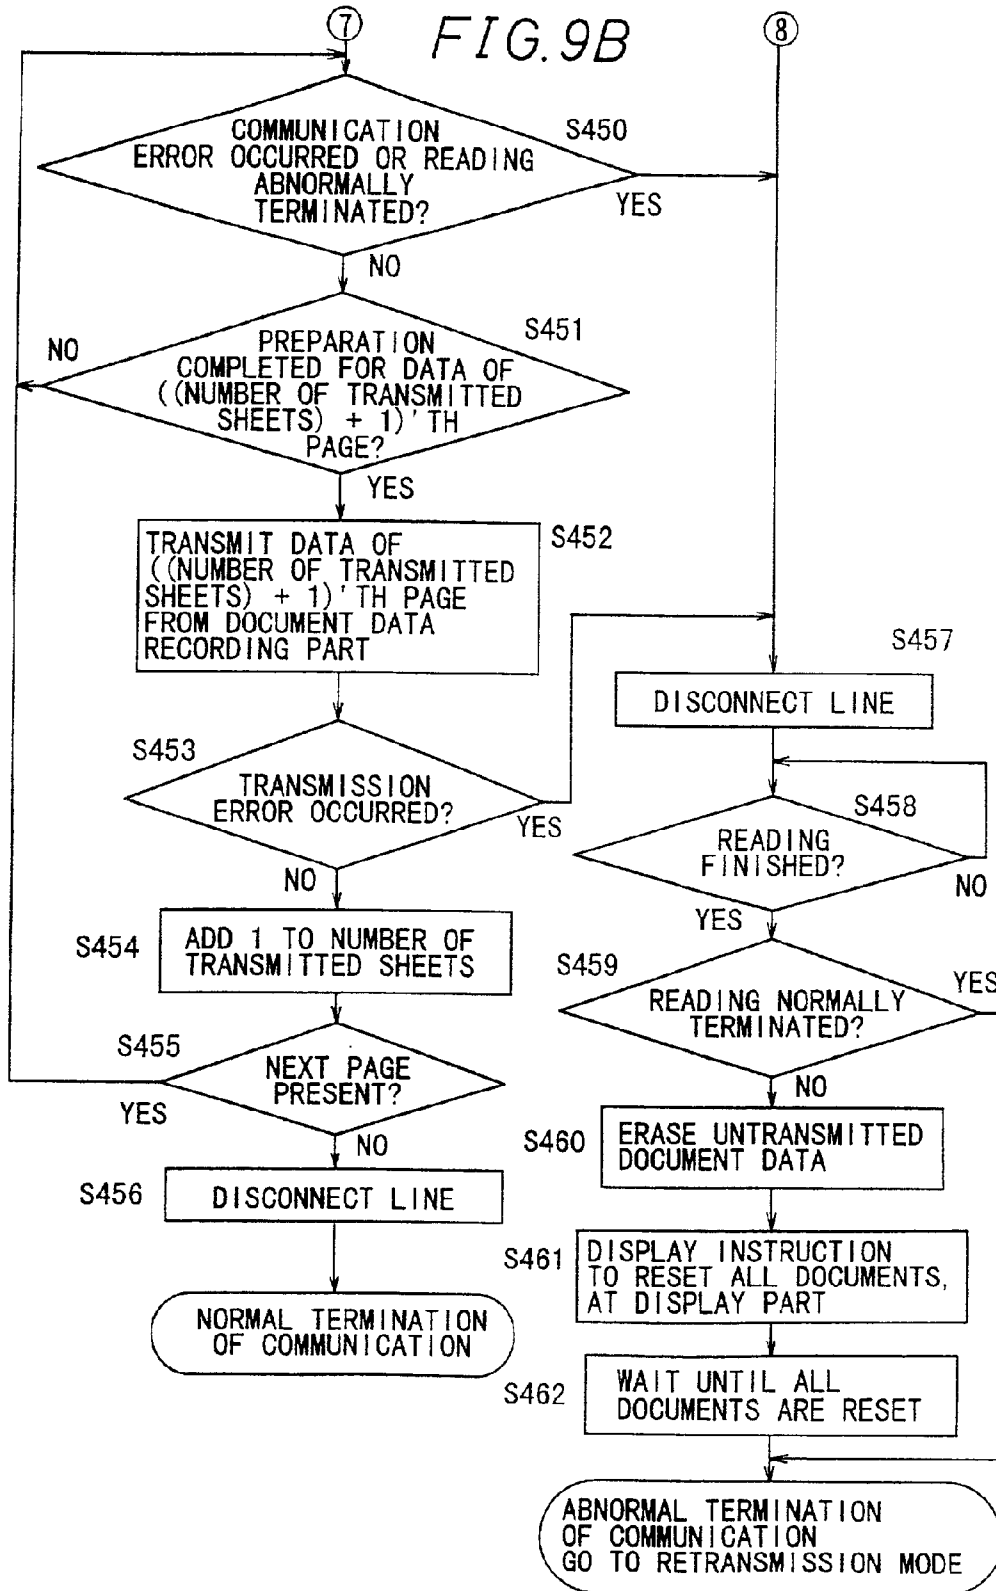 7
FIG. 9B
8
COMMUNICATION
ERROR OCCURRED OR READING
ABNORMALLY
TERMINATED?
S450
YES
NO
PREPARATION
COMPLETED FOR DATA OF
((NUMBER OF TRANSMITTED
SHEETS) + 1)'TH
PAGE?
S451
NO
YES
TRANSMIT DATA OF
((NUMBER OF TRANSMITTED
SHEETS) + 1)'TH PAGE
FROM DOCUMENT DATA
RECORDING PART
S452
S453
TRANSMISSION
ERROR OCCURRED?
YES
NO
S454
ADD 1 TO NUMBER OF
TRANSMITTED SHEETS
S455
NEXT PAGE
PRESENT?
YES
NO
S456
DISCONNECT LINE
NORMAL TERMINATION
OF COMMUNICATION
S457
DISCONNECT LINE
S458
READING
FINISHED?
NO
YES
S459
READING NORMALLY
TERMINATED?
YES
NO
S460
ERASE UNTRANSMITTED
DOCUMENT DATA
S461
DISPLAY INSTRUCTION
TO RESET ALL DOCUMENTS,
AT DISPLAY PART
S462
WAIT UNTIL ALL
DOCUMENTS ARE RESET
ABNORMAL TERMINATION
OF COMMUNICATION
GO TO RETRANSMISSION MODE